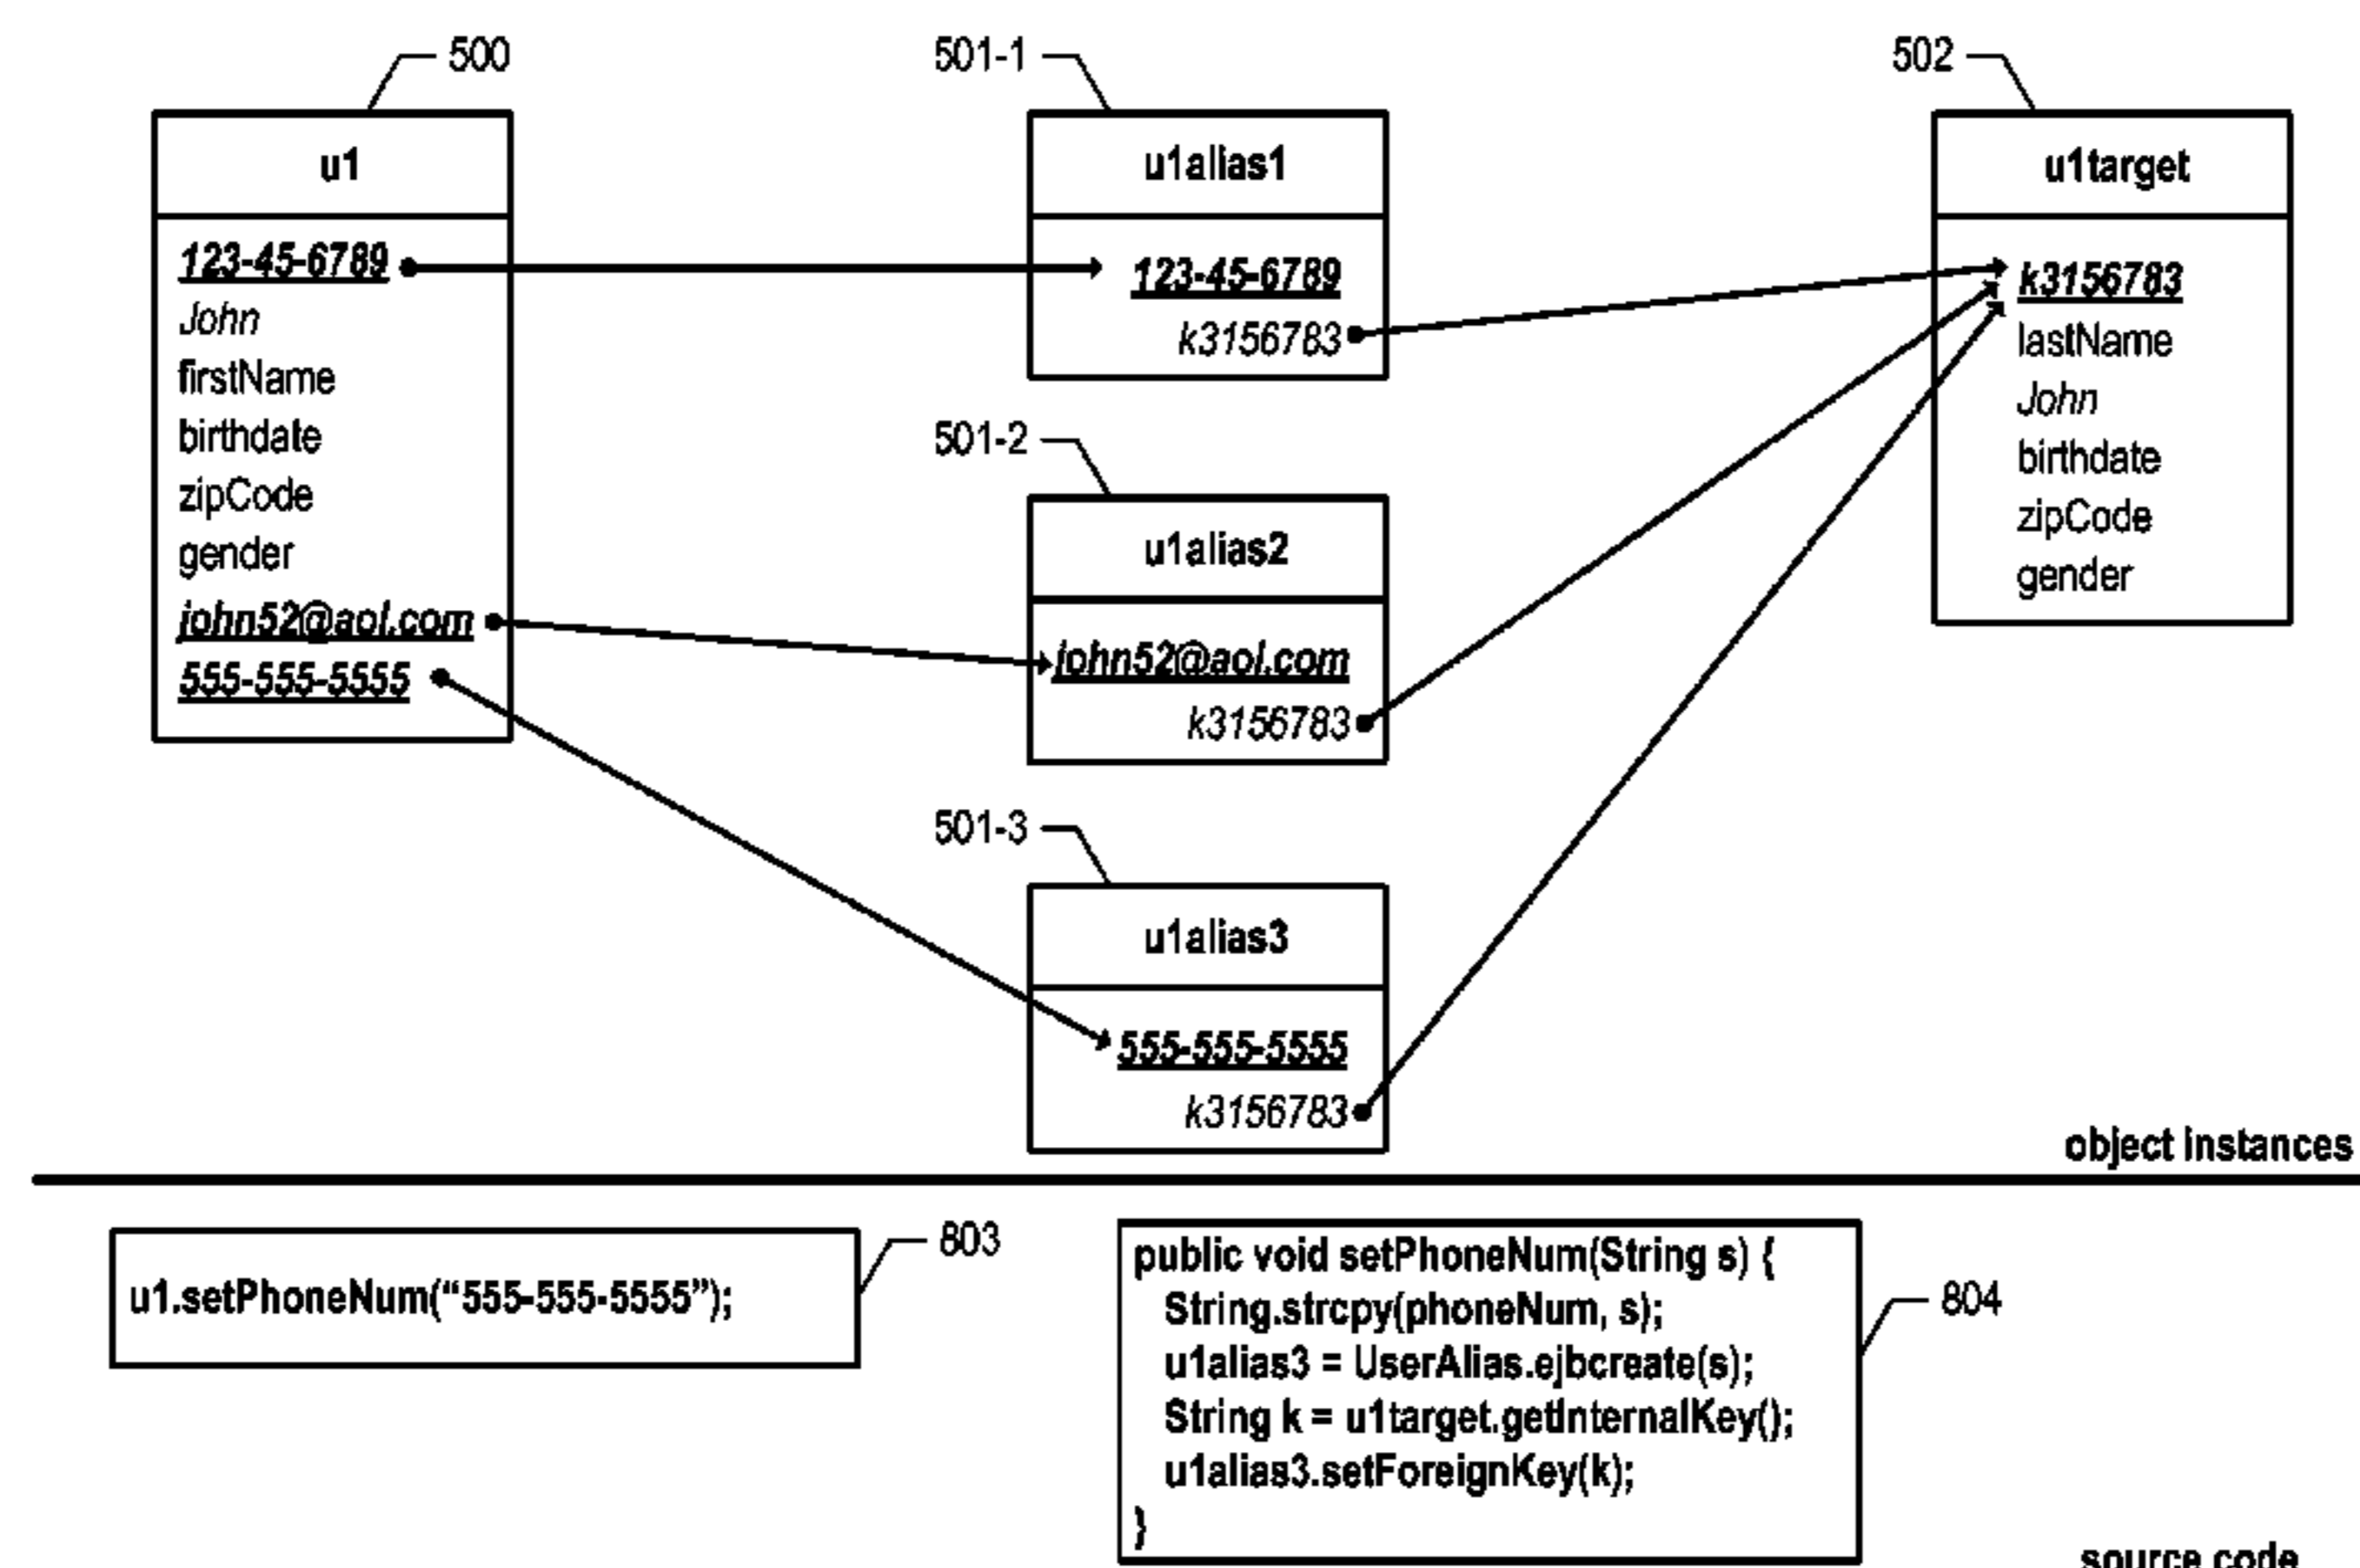 500
501-1
502
u1
u1alias1
u1target
123-45-6789
John
firstName
birthdate
zipCode
gender
john52@aol.com
555-555-5555
123-45-6789
k3156783
k3156783
lastName
John
birthdate
zipCode
gender
501-2
u1alias2
john52@aol.com
k3156783
501-3
u1alias3
555-555-5555
k3156783
object instances
803
u1.setPhoneNum(“555-555-5555”);
public void setPhoneNum(String s) {
String.strcpy(phoneNum, s);
u1alias3 = UserAlias.ejbcreate(s);
String k = u1target.getInternalKey();
u1alias3.setForeignKey(k);
}
804
source code